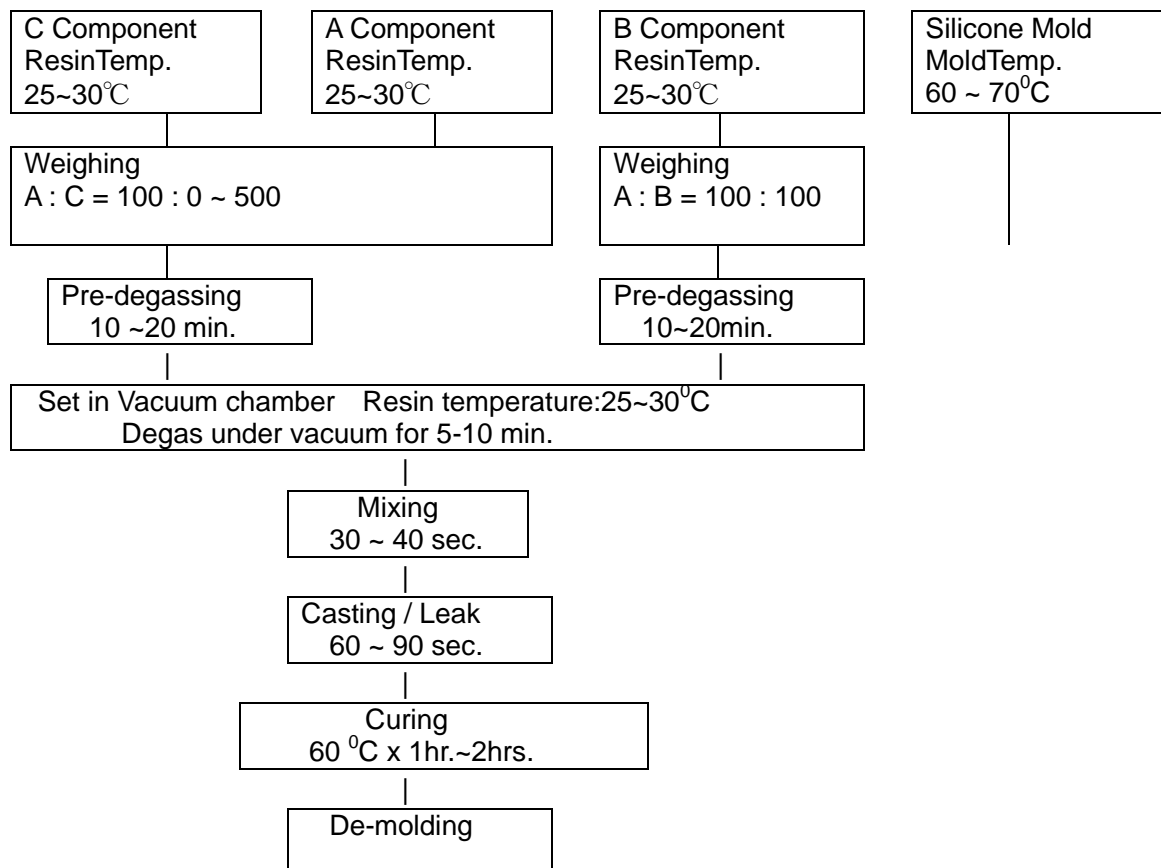 C Component
ResinTemp.
25~30℃
A Component
ResinTemp.
25~30℃
B Component
ResinTemp.
25~30℃
Silicone Mold
MoldTemp.
60 ~ 70⁰C
Weighing
A : C = 100 : 0 ~ 500
Weighing
A : B = 100 : 100
Pre-degassing
10 ~20 min.
Pre-degassing
10~20min.
Set in Vacuum chamber Resin temperature:25~30⁰C
Degas under vacuum for 5-10 min.
Mixing
30 ~ 40 sec.
Casting / Leak
60 ~ 90 sec.
Curing
60 ⁰C x 1hr.~2hrs.
De-molding